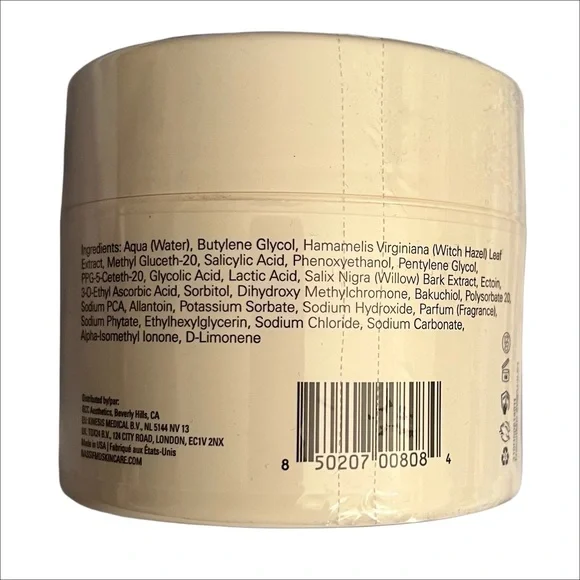 Ingredients: Aqua (Water), Butylene Glycol, Hamamelis Virginiana (Witch Hazel) Leaf
Extract, Methyl Gluceth-20, Salicylic Acid, Phenoxyethanol, Pentylene Glycol,
PPG-5-Ceteth-20, Glycolic Acid, Lactic Acid, Salix Nigra (Willow) Bark Extract, Ectoin,
3-O-Ethyl Ascorbic Acid, Sorbitol, Dihydroxy Methylchromone, Bakuchiol, Polysorbate 20,
Sodium PCA, Allantoin, Potassium Sorbate, Sodium Hydroxide, Parfum (Fragrance),
Sodium Phytate, Ethylhexylglycerin, Sodium Chloride, Sodium Carbonate,
Alpha-Isomethyl Ionone, D-Limonene
Distributed by/par:
Aesthetics, Beverly Hills, CA
MEDICAL B.V., NL 5144 NV 13
B.V., 124 CITY ROAD, LONDON, EC1V 2NX
Made in USA | Fabriqué aux États-Unis
8 50207 00808 4